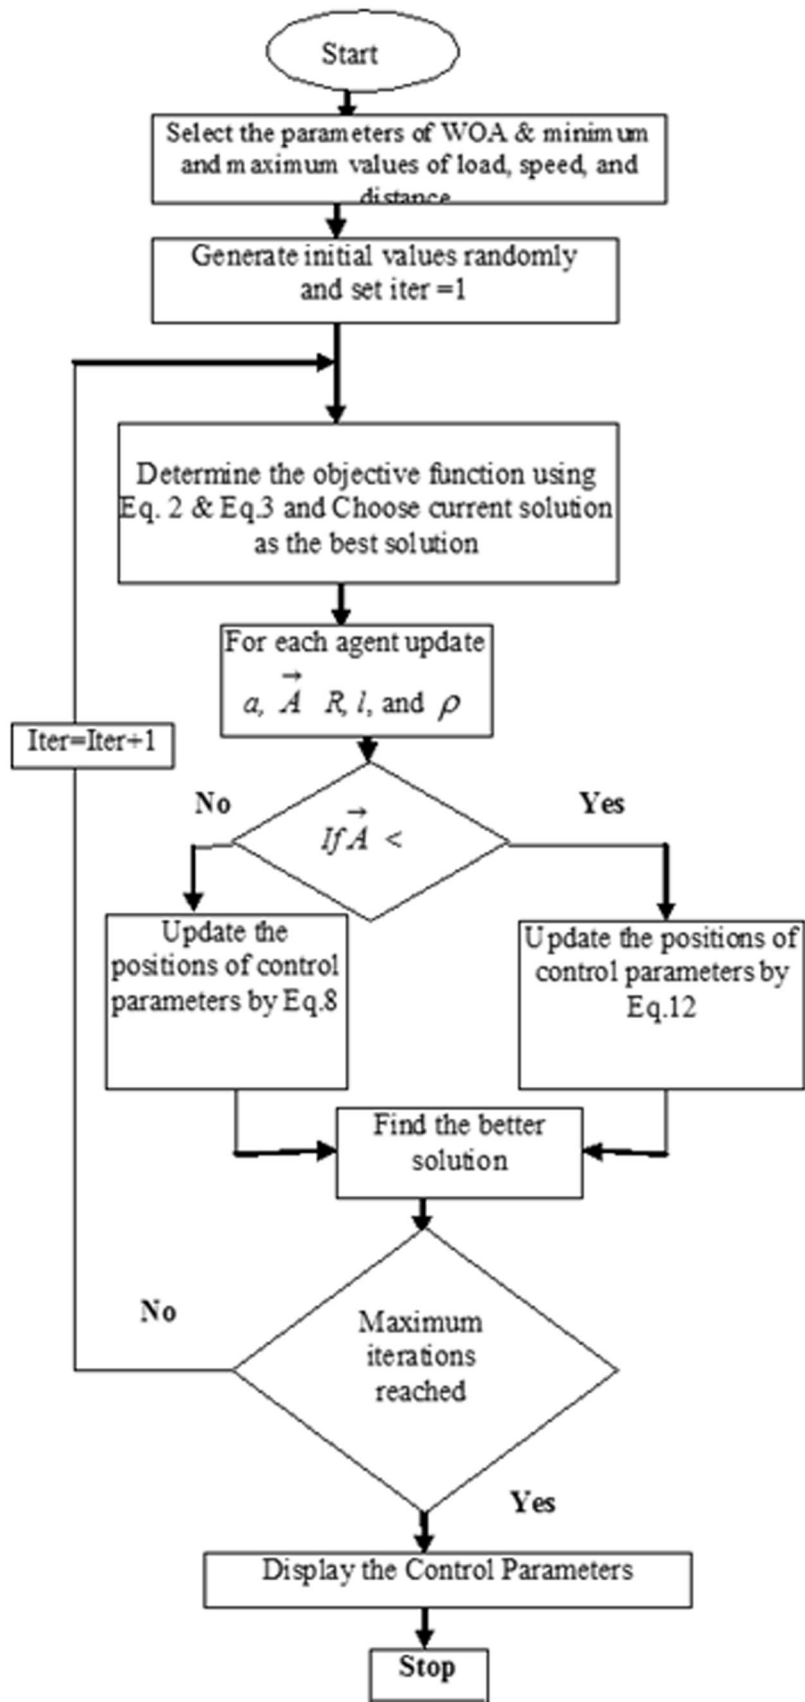 Start
Select the parameters of WOA & minimum
and maximum values of load, speed, and
distance
Generate initial values randomly
and set iter =1
Determine the objective function using
Eq. 2 & Eq.3 and Choose current solution
as the best solution
For each agent update
a, A⃗ R, l, and ρ
Iter=Iter+1
No
If A⃗ <
Yes
Update the
positions of control
parameters by Eq.8
Update the positions of
control parameters by
Eq.12
Find the better
solution
No
Maximum
iterations
reached
Yes
Display the Control Parameters
Stop